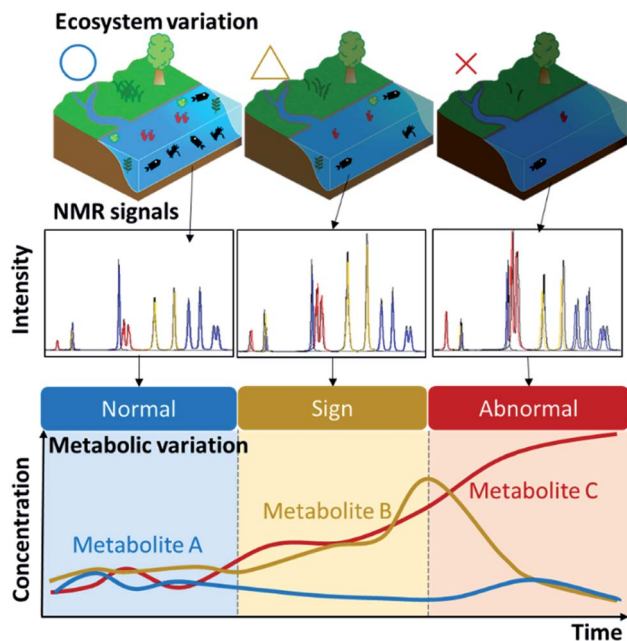 Ecosystem variation
NMR signals
Intensity
Normal
Sign
Abnormal
Metabolic variation
Concentration
Metabolite A
Metabolite B
Metabolite C
Time